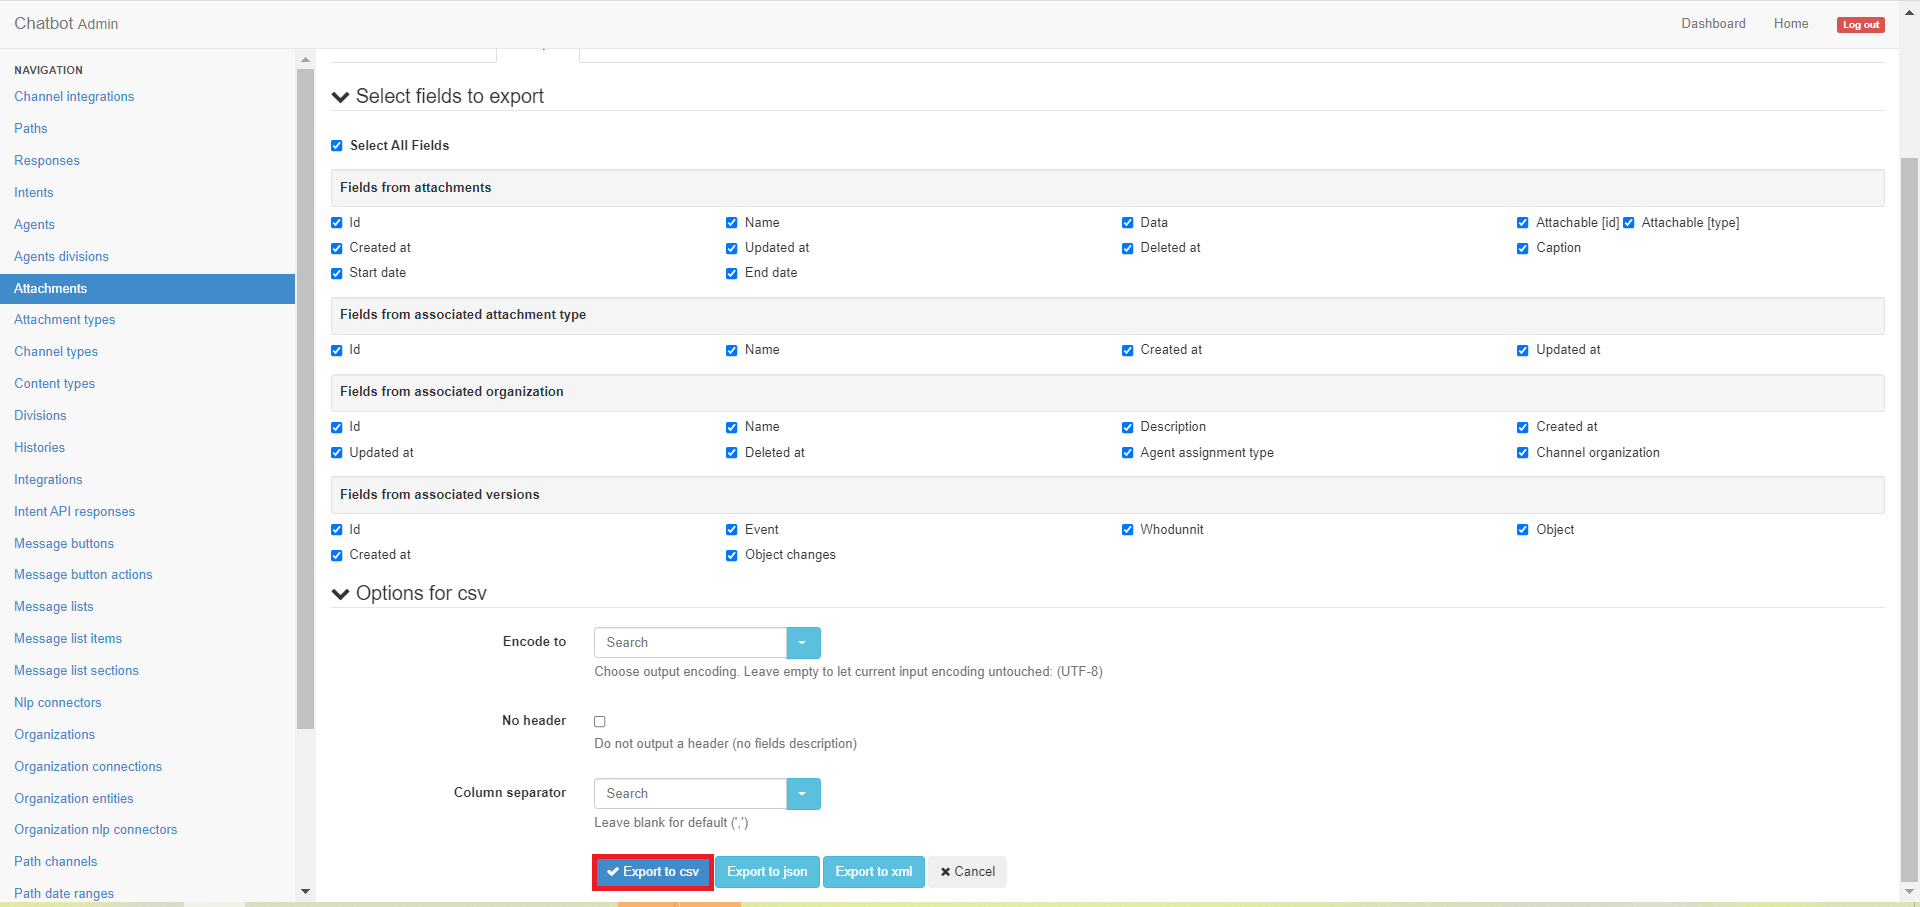 Chatbot Admin
Dashboard Home Log out
NAVIGATION
Channel integrations
Paths
Responses
Intents
Agents
Agents divisions
Attachments
Attachment types
Channel types
Content types
Divisions
Histories
Integrations
Intent API responses
Message buttons
Message button actions
Message lists
Message list items
Message list sections
Nlp connectors
Organizations
Organization connections
Organization entities
Organization nlp connectors
Path channels
Path date ranges
Select fields to export
Select All Fields
Fields from attachments
Id Name Data Attachable [id] Attachable [type]
Created at Updated at Deleted at Caption
Start date End date
Fields from associated attachment type
Id Name Created at Updated at
Fields from associated organization
Id Name Description Created at
Updated at Deleted at Agent assignment type Channel organization
Fields from associated versions
Id Event Whodunnit Object
Created at Object changes
Options for csv
Encode to Search
Choose output encoding. Leave empty to let current input encoding untouched: (UTF-8)
No header
Do not output a header (no fields description)
Column separator Search
Leave blank for default (',')
Export to csv Export to json Export to xml Cancel